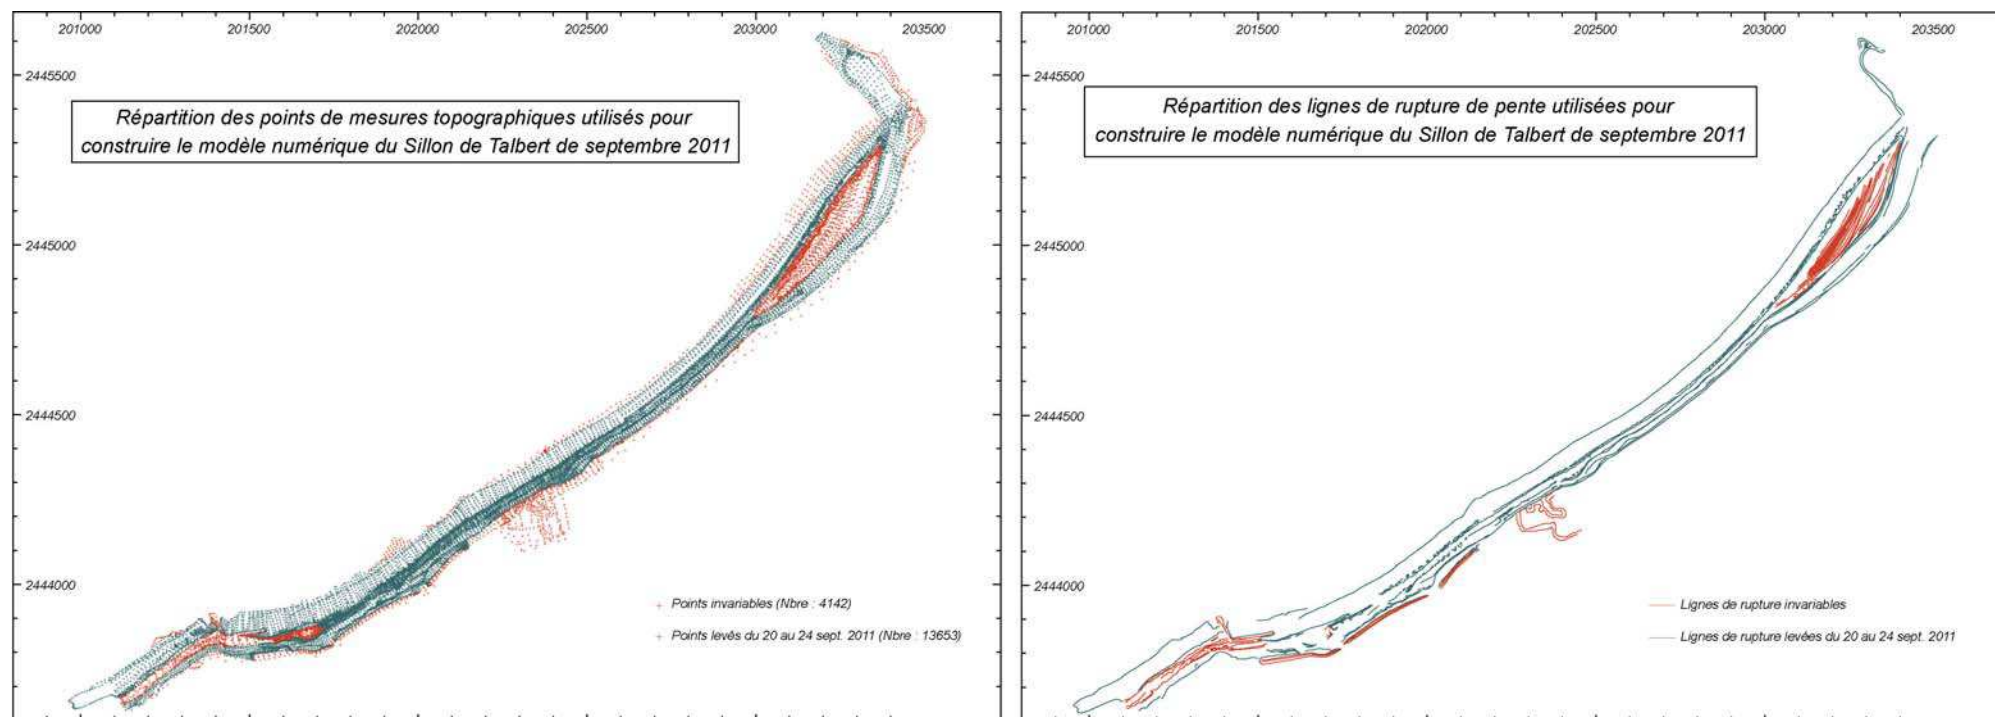 201000 201500 202000 202500 203000 203500
2445500
Répartition des points de mesures topographiques utilisés pour
construire le modèle numérique du Sillon de Talbert de septembre 2011
2445000
2444500
2444000
Points invariables (Nbre : 4142)
Points levés du 20 au 24 sept. 2011 (Nbre : 13653)
201000 201500 202000 202500 203000 203500
2445500
Répartition des lignes de rupture de pente utilisées pour
construire le modèle numérique du Sillon de Talbert de septembre 2011
2445000
2444500
2444000
Lignes de rupture invariables
Lignes de rupture levées du 20 au 24 sept. 2011